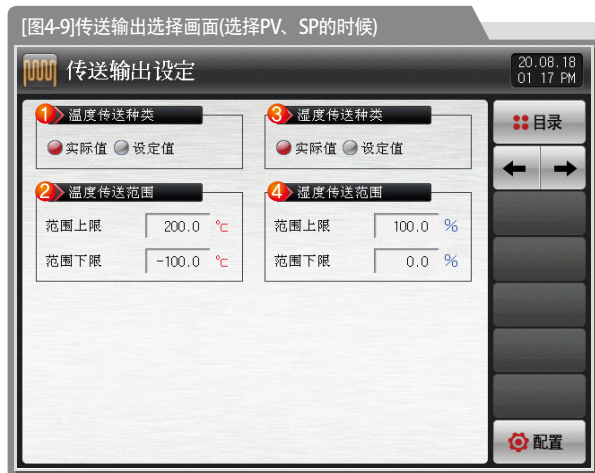 [图4-9]传送输出选择画面(选择PV、SP的时候)
传送输出设定
20.08.18
01 17 PM
1 温度传送种类
实际值 设定值
2 温度传送范围
范围上限 200.0 ℃
范围下限 -100.0 ℃
3 湿度传送种类
实际值 设定值
4 湿度传送范围
范围上限 100.0 %
范围下限 0.0 %
目录
配置